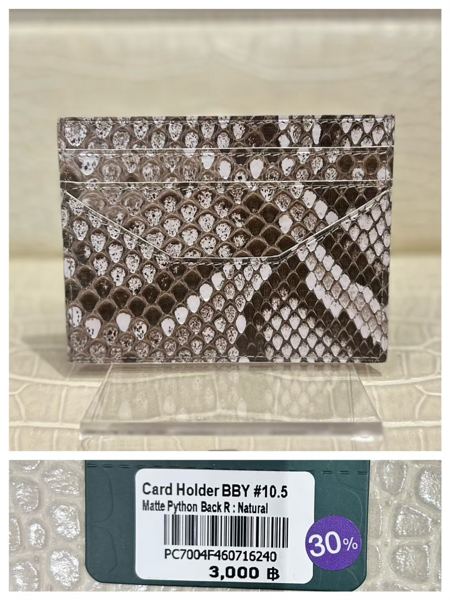 Card Holder BBY #10.5
Matte Python Back R : Natural
PC7004F460716240
3,000 ฿
30%